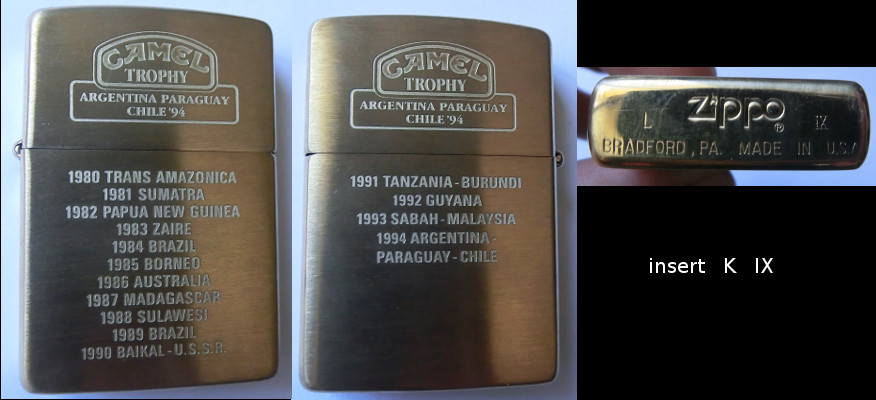 CAMEL
TROPHY
ARGENTINA PARAGUAY
CHILE '94
1980 TRANS AMAZONICA
1981 SUMATRA
1982 PAPUA NEW GUINEA
1983 ZAIRE
1984 BRAZIL
1985 BORNEO
1986 AUSTRALIA
1987 MADAGASCAR
1988 SULAWESI
1989 BRAZIL
1990 BAIKAL - U.S.S.R.
CAMEL
TROPHY
ARGENTINA PARAGUAY
CHILE '94
1991 TANZANIA - BURUNDI
1992 GUYANA
1993 SABAH - MALAYSIA
1994 ARGENTINA -
PARAGUAY - CHILE
L Zippo® IX
BRADFORD, PA. MADE IN U.S.A
insert K IX